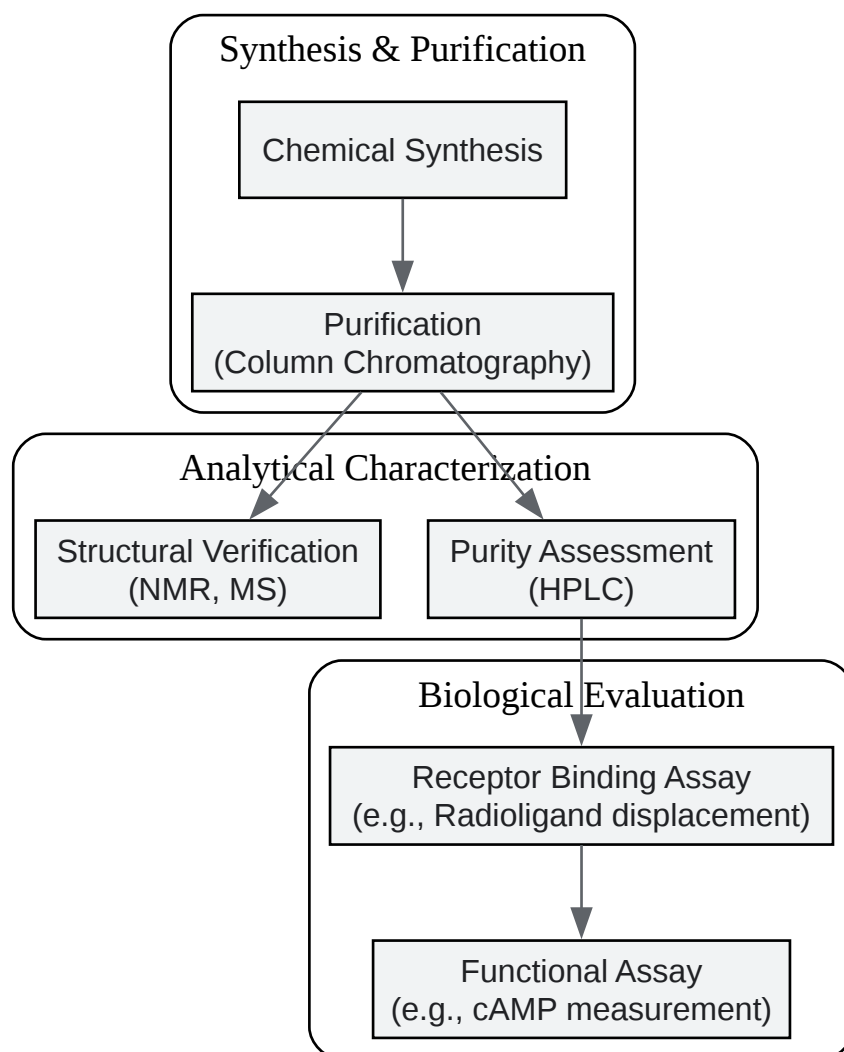 Synthesis & Purification
Chemical Synthesis
Purification
(Column Chromatography)
Analytical Characterization
Structural Verification
(NMR, MS)
Purity Assessment
(HPLC)
Biological Evaluation
Receptor Binding Assay
(e.g., Radioligand displacement)
Functional Assay
(e.g., cAMP measurement)